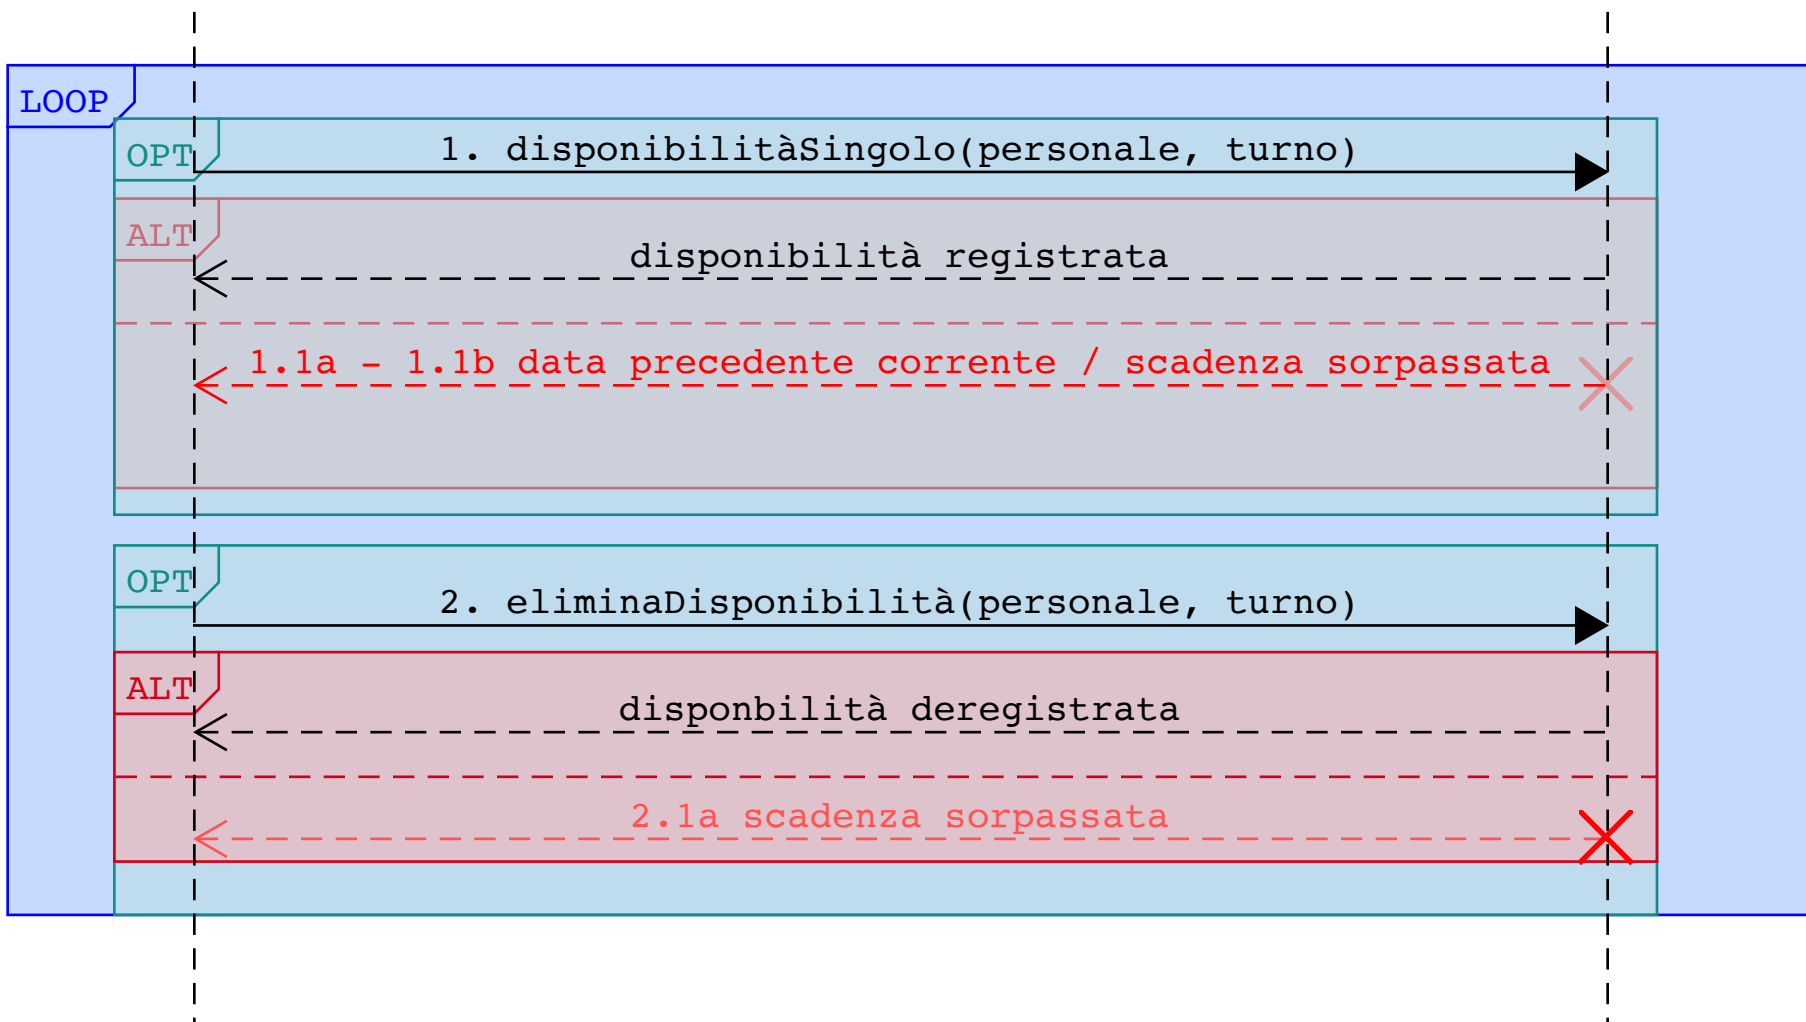 LOOP
OPT
1. disponibilitàSingolo(personale, turno)
ALT
disponibilità registrata
1.1a - 1.1b data precedente corrente / scadenza sorpassata
OPT
2. eliminaDisponibilità(personale, turno)
ALT
disponbilità deregistrata
2.1a scadenza sorpassata